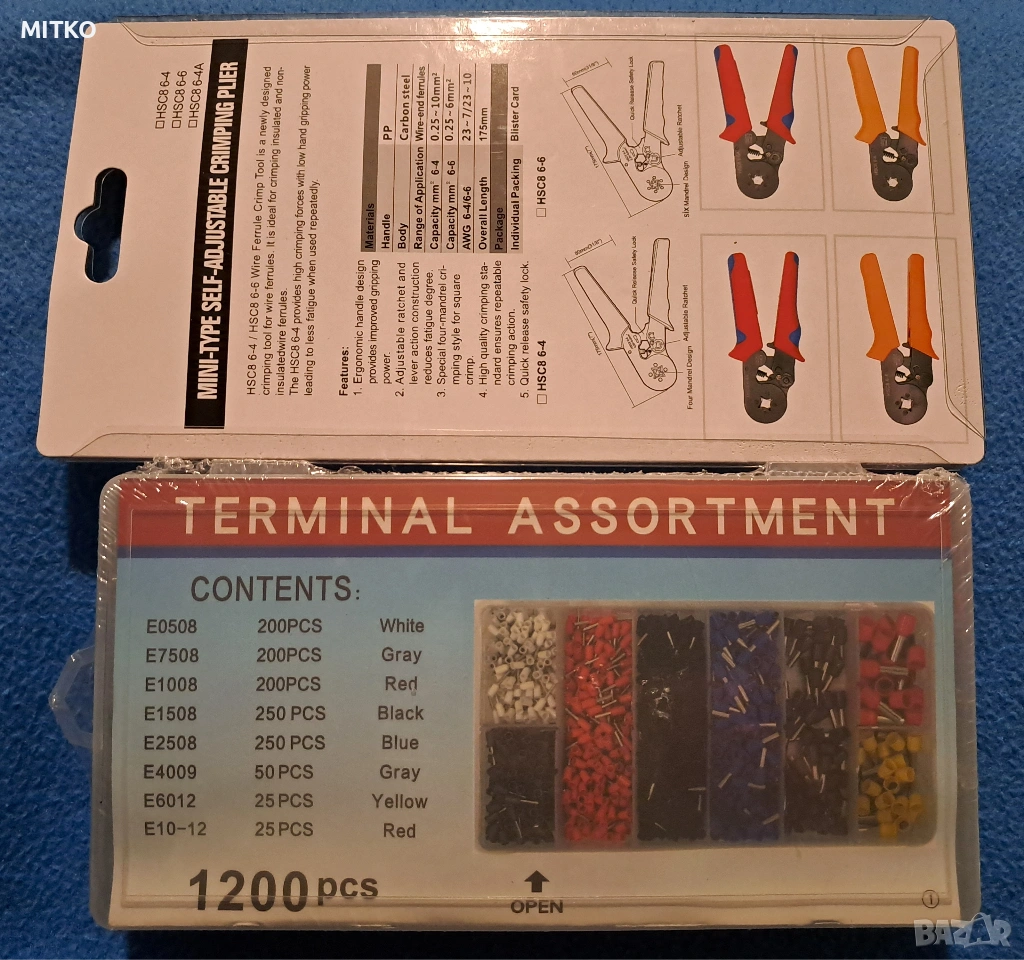 MITKO
☐HSC8 6-4
☐HSC8 6-6
☐HSC8 6-4A
MINI-TYPE SELF-ADJUSTABLE CRIMPING PLIER
HSC8 6-4 / HSC8 6-6 Wire Ferrule Crimp Tool is a newly designed
crimping tool for wire ferrules. It is ideal for crimping insulated and non-
insulatedwire ferrules.
The HSC8 6-4 provides high crimping forces with low hand gripping power
leading to less fatigue when used repeatedly.
Features:
1. Ergonomic handle design
provides improved gripping
power.
2. Adjustable ratchet and
lever action construction
reduces fatigue degree.
3. Special four-mandrel cri-
mping style for square
crimp.
4. High quality crimping sta-
ndard ensures repeatable
crimping action.
5. Quick release safety lock.
Materials
Handle PP
Body Carbon steel
Range of Application Wire-end ferrules
Capacity mm² 6-4 0.25~10mm²
Capacity mm² 6-6 0.25~6mm²
AWG 6-4/6-6 23~7/23~10
Overall Length 175mm
Package
Individual Packing Blister Card
☐ HSC8 6-4
Quick Release Safety Lock
Adjustable Ratchet
Four Mandrel Design
☐ HSC8 6-6
Quick Release Safety Lock
Adjustable Ratchet
SIX Mandrel Design
TERMINAL ASSORTMENT
CONTENTS:
E0508 200PCS White
E7508 200PCS Gray
E1008 200PCS Red
E1508 250 PCS Black
E2508 250 PCS Blue
E4009 50 PCS Gray
E6012 25 PCS Yellow
E10-12 25 PCS Red
1200 pcs
OPEN
BAZAR